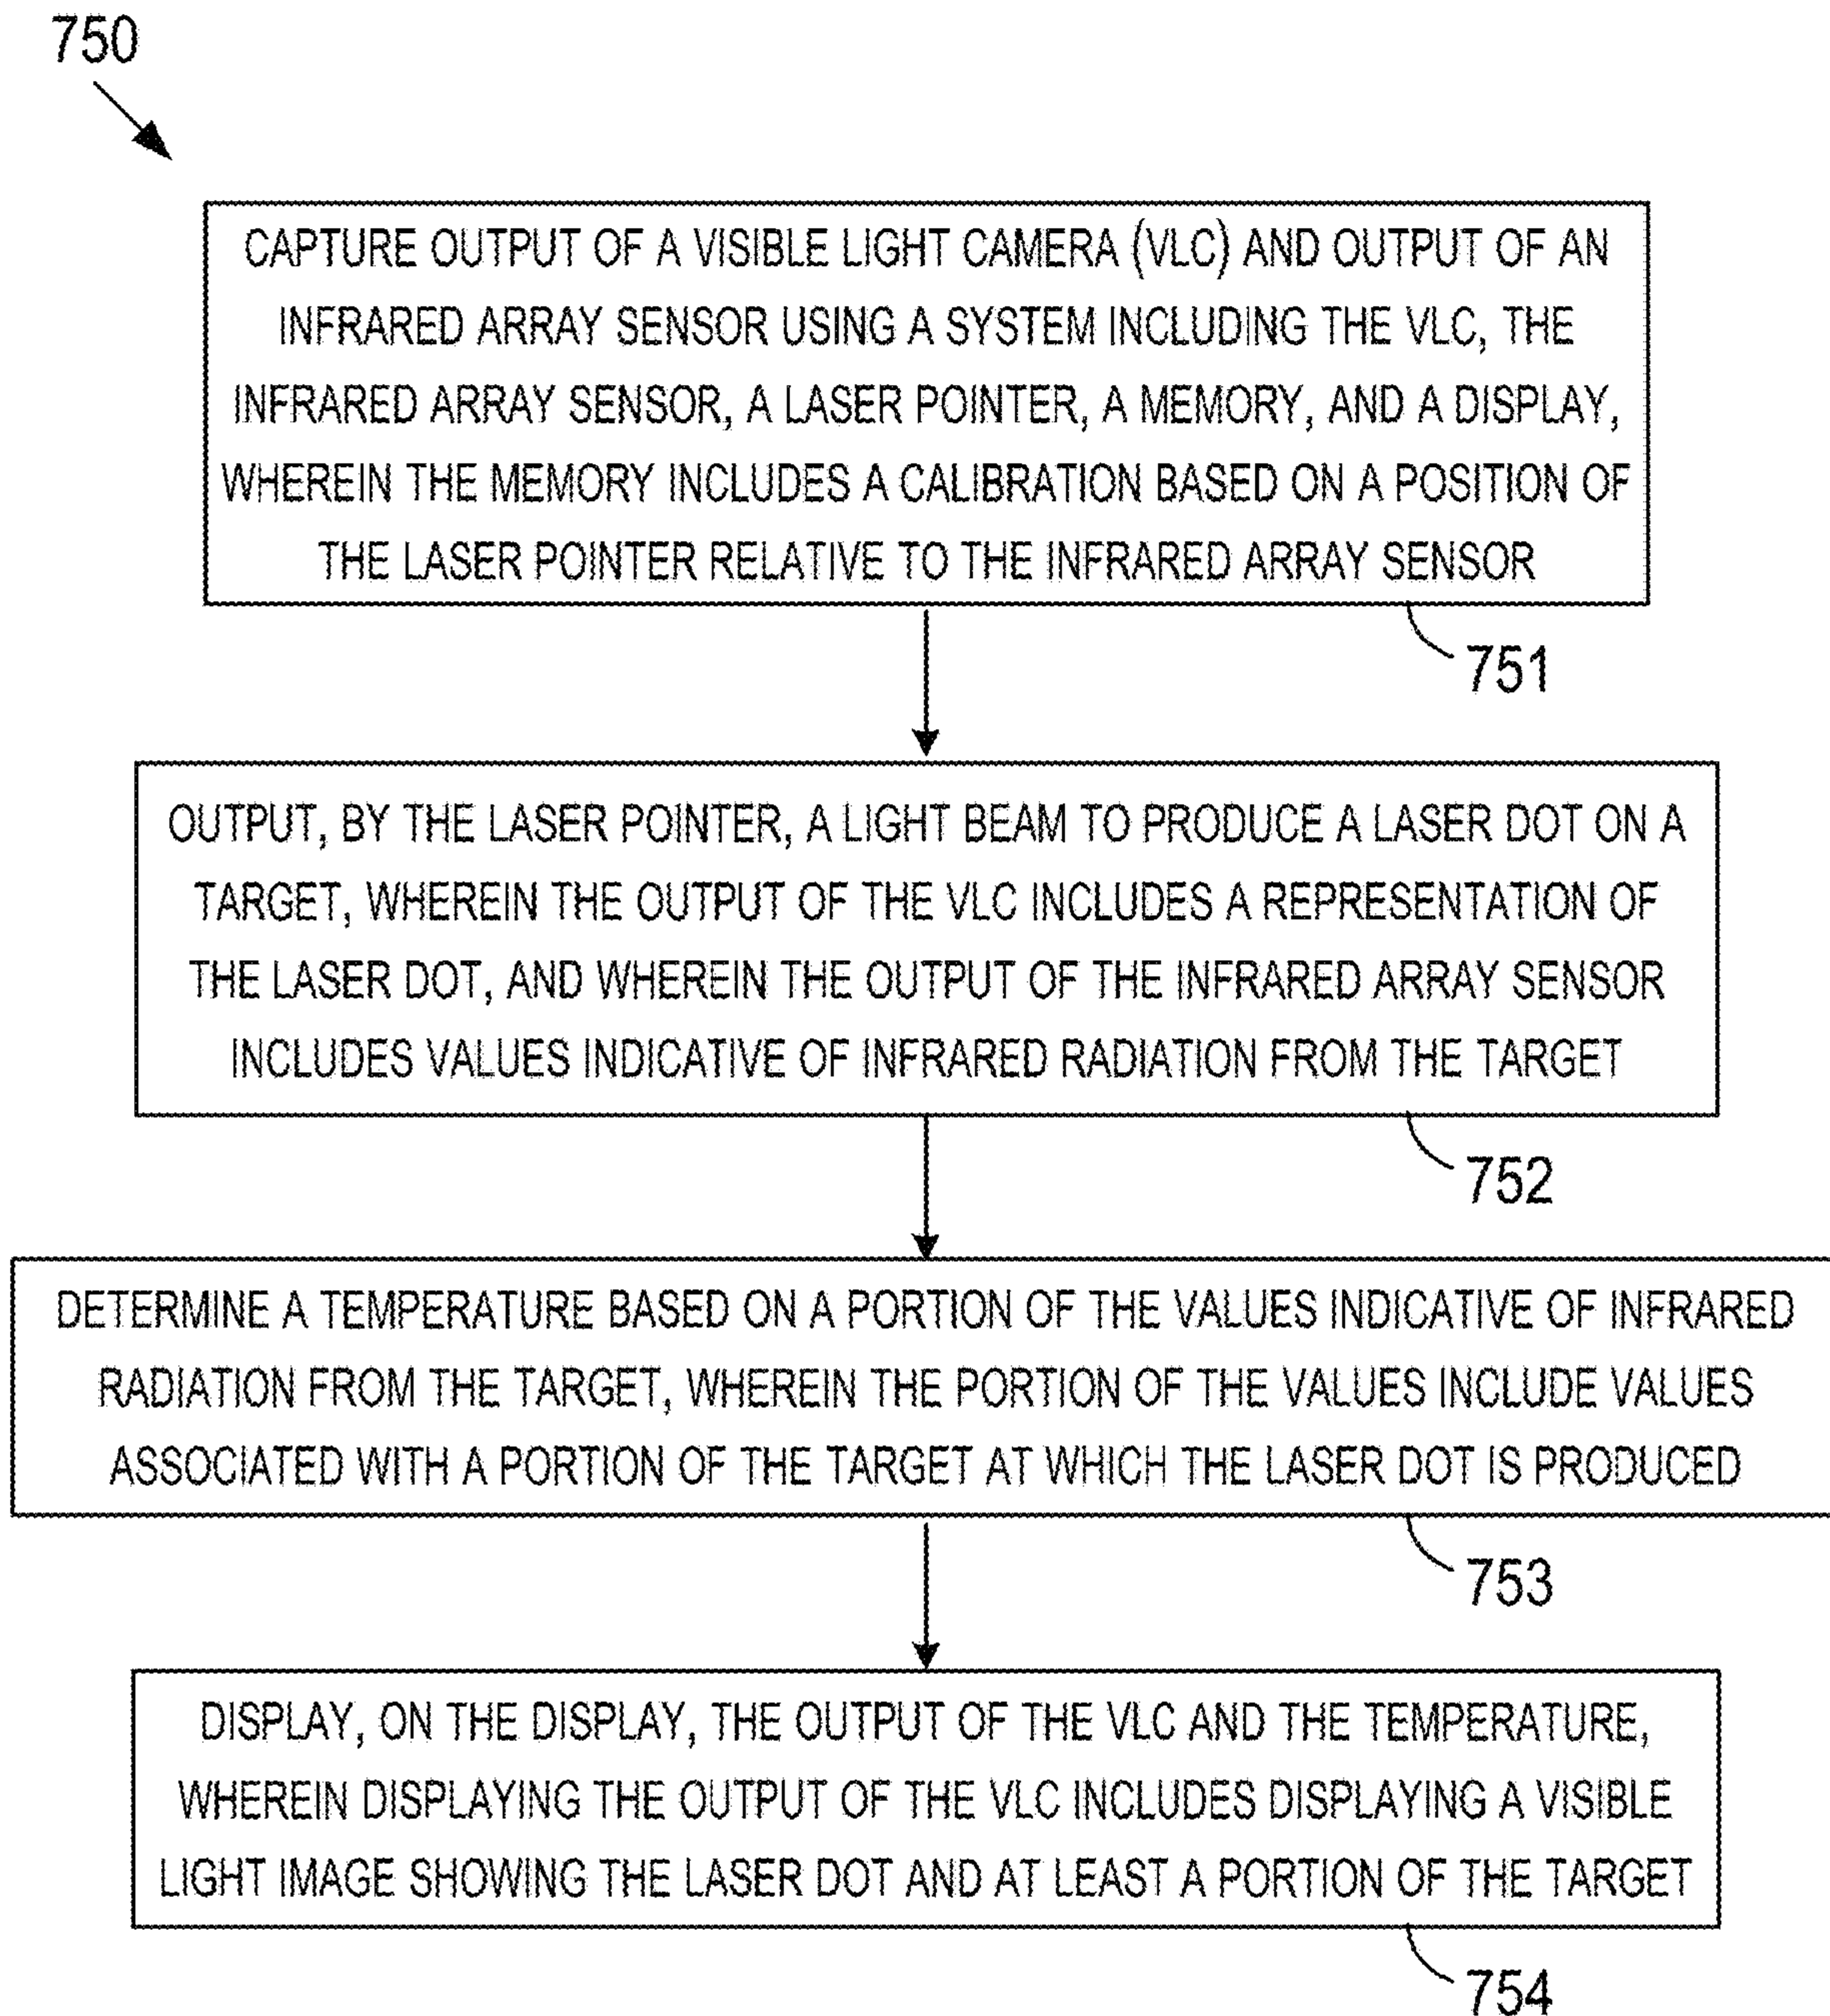 750
CAPTURE OUTPUT OF A VISIBLE LIGHT CAMERA (VLC) AND OUTPUT OF AN
INFRARED ARRAY SENSOR USING A SYSTEM INCLUDING THE VLC, THE
INFRARED ARRAY SENSOR, A LASER POINTER, A MEMORY, AND A DISPLAY,
WHEREIN THE MEMORY INCLUDES A CALIBRATION BASED ON A POSITION OF
THE LASER POINTER RELATIVE TO THE INFRARED ARRAY SENSOR
751
OUTPUT, BY THE LASER POINTER, A LIGHT BEAM TO PRODUCE A LASER DOT ON A
TARGET, WHEREIN THE OUTPUT OF THE VLC INCLUDES A REPRESENTATION OF
THE LASER DOT, AND WHEREIN THE OUTPUT OF THE INFRARED ARRAY SENSOR
INCLUDES VALUES INDICATIVE OF INFRARED RADIATION FROM THE TARGET
752
DETERMINE A TEMPERATURE BASED ON A PORTION OF THE VALUES INDICATIVE OF INFRARED
RADIATION FROM THE TARGET, WHEREIN THE PORTION OF THE VALUES INCLUDE VALUES
ASSOCIATED WITH A PORTION OF THE TARGET AT WHICH THE LASER DOT IS PRODUCED
753
DISPLAY, ON THE DISPLAY, THE OUTPUT OF THE VLC AND THE TEMPERATURE,
WHEREIN DISPLAYING THE OUTPUT OF THE VLC INCLUDES DISPLAYING A VISIBLE
LIGHT IMAGE SHOWING THE LASER DOT AND AT LEAST A PORTION OF THE TARGET
754